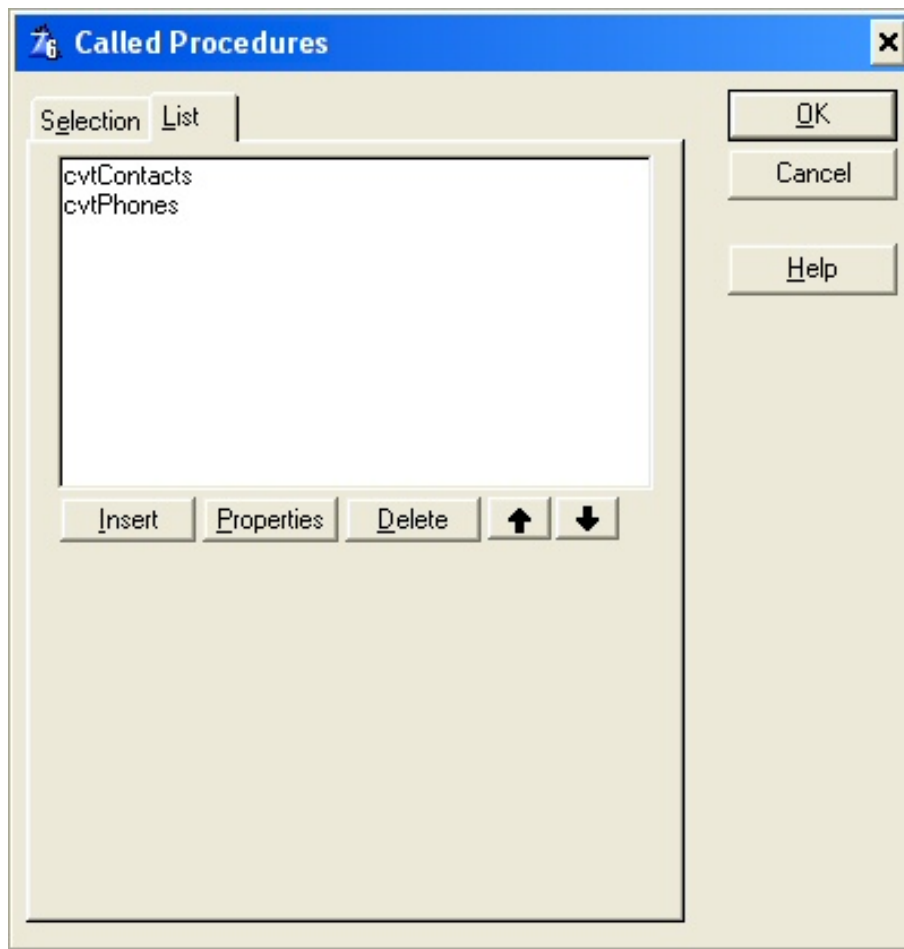 Called Procedures
Selection List
cvtContacts
cvtPhones
Insert Properties Delete
OK
Cancel
Help